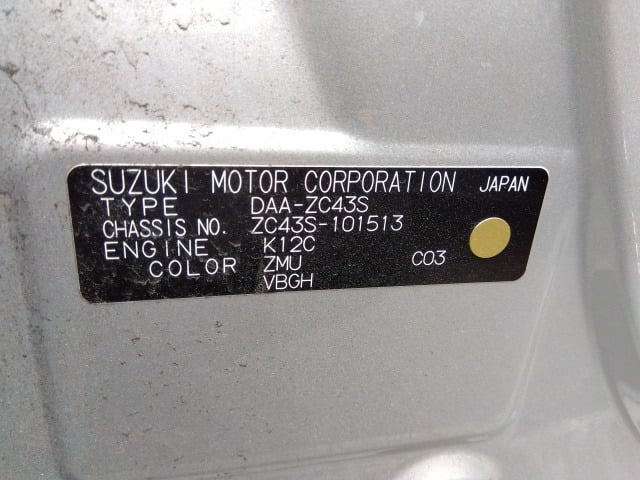 SUZUKI MOTOR CORPORATION JAPAN
TYPE DAA-ZC43S
CHASSIS NO. ZC43S-101513
ENGINE K12C
COLOR ZMU C03
VBGH